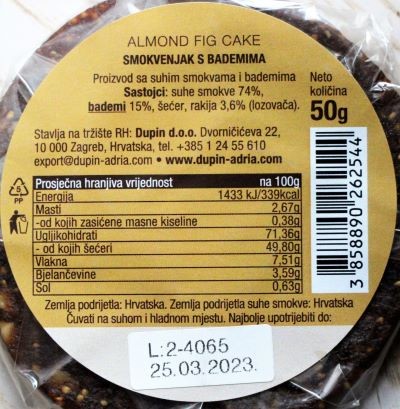 ALMOND FIG CAKE
SMOKVENJAK S BADEMIMA
Proizvod sa suhim smokvama i bademima
Sastojci: suhe smokve 74%,
bademi 15%, šećer, rakija 3,6% (lozovača).
Neto
količina
50g
Stavlja na tržište RH: Dupin d.o.o. Dvorničićeva 22,
10 000 Zagreb, Hrvatska, tel. +385 1 24 55 610
export@dupin-adria.com • www.dupin-adria.com
5
PP
Prosječna hranjiva vrijednost na 100g
Energija 1433 kJ/339kcal
Masti 2,67g
-od kojih zasićene masne kiseline 0,38g
Ugljikohidrati 71,36g
- od kojih šećeri 49,80g
Vlakna 7,51g
Bjelančevine 3,59g
Sol 0,63g
3 858890 262544
Zemlja podrijetla: Hrvatska. Zemlja podrijetla suhe smokve: Hrvatska
Čuvati na suhom i hladnom mjestu. Najbolje upotrijebiti do:
L:2-4065
25.03.2023.